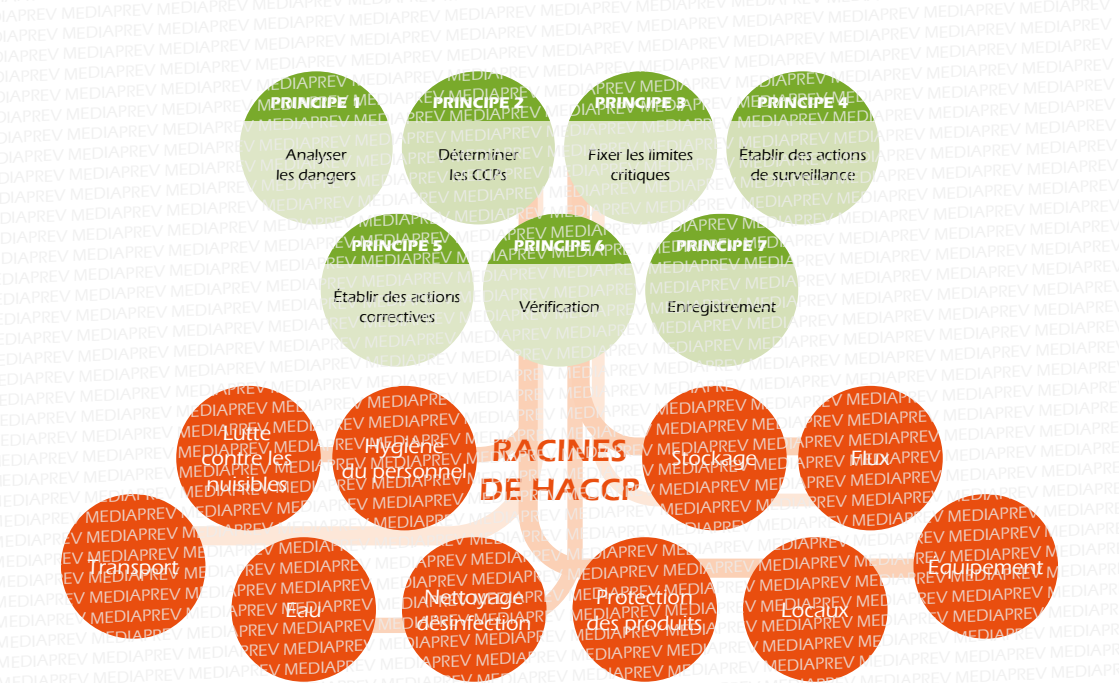 PRINCIPE 1
Analyser
les dangers
PRINCIPE 2
Déterminer
les CCPs
PRINCIPE 3
Fixer les limites
critiques
PRINCIPE 4
Établir des actions
de surveillance
PRINCIPE 5
Établir des actions
correctives
PRINCIPE 6
Vérification
PRINCIPE 7
Enregistrement
Lutte
contre les
nuisibles
Hygiène
du personnel
RACINES
DE HACCP
Stockage
Flux
Transport
Eau
Nettoyage
désinfection
Protection
des produits
Locaux
Équipement
MEDIAPREV